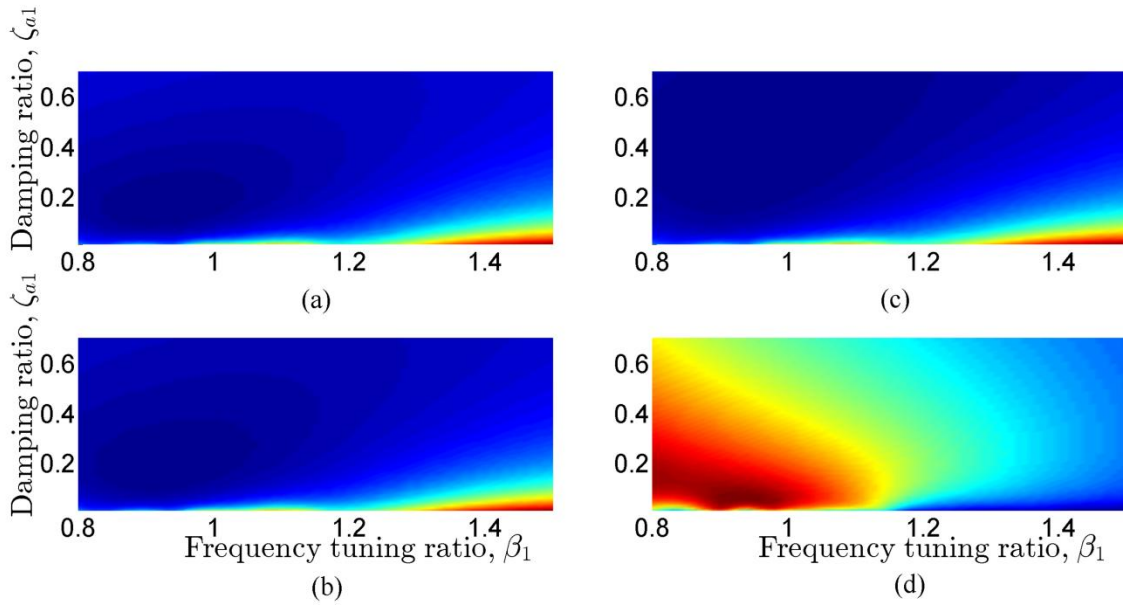 Damping ratio, ζₐ₁
0.6
0.4
0.2
0.8 1 1.2 1.4
(a)
0.6
0.4
0.2
0.8 1 1.2 1.4
(c)
Damping ratio, ζₐ₁
0.6
0.4
0.2
0.8 1 1.2 1.4
Frequency tuning ratio, β₁
(b)
0.6
0.4
0.2
0.8 1 1.2 1.4
Frequency tuning ratio, β₁
(d)